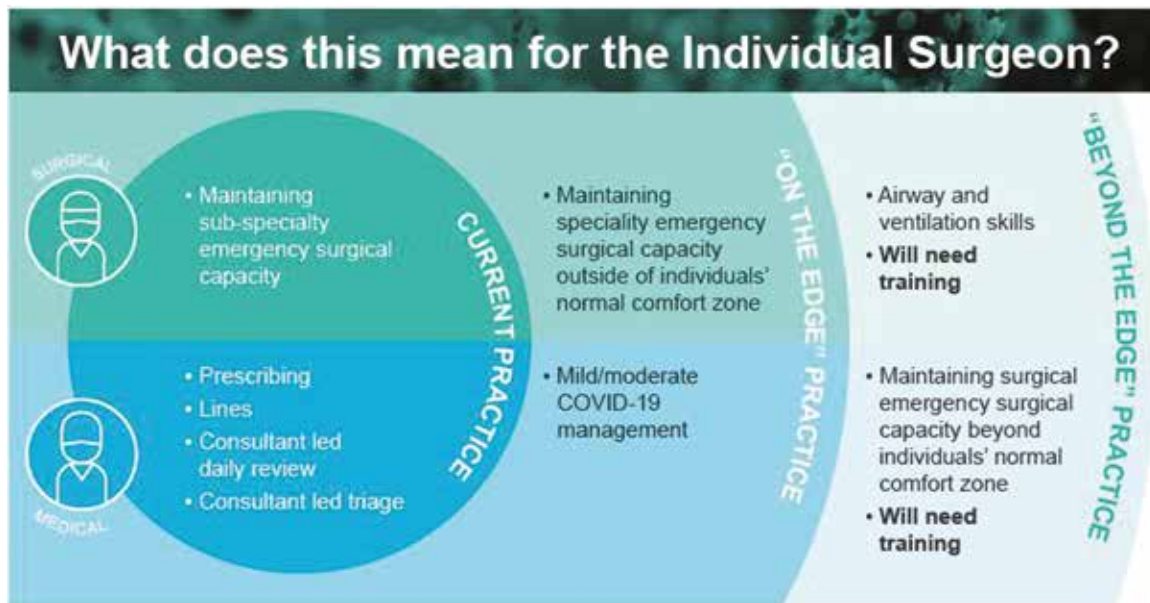 What does this mean for the Individual Surgeon?
SURGICAL
• Maintaining
sub-specialty
emergency surgical
capacity
CURRENT PRACTICE
• Maintaining
speciality emergency
surgical capacity
outside of individuals’
normal comfort zone
“ON THE EDGE” PRACTICE
• Airway and
ventilation skills
• Will need
training
“BEYOND THE EDGE” PRACTICE
MEDICAL
• Prescribing
• Lines
• Consultant led
daily review
• Consultant led triage
• Mild/moderate
COVID-19
management
• Maintaining surgical
emergency surgical
capacity beyond
individuals’ normal
comfort zone
• Will need
training